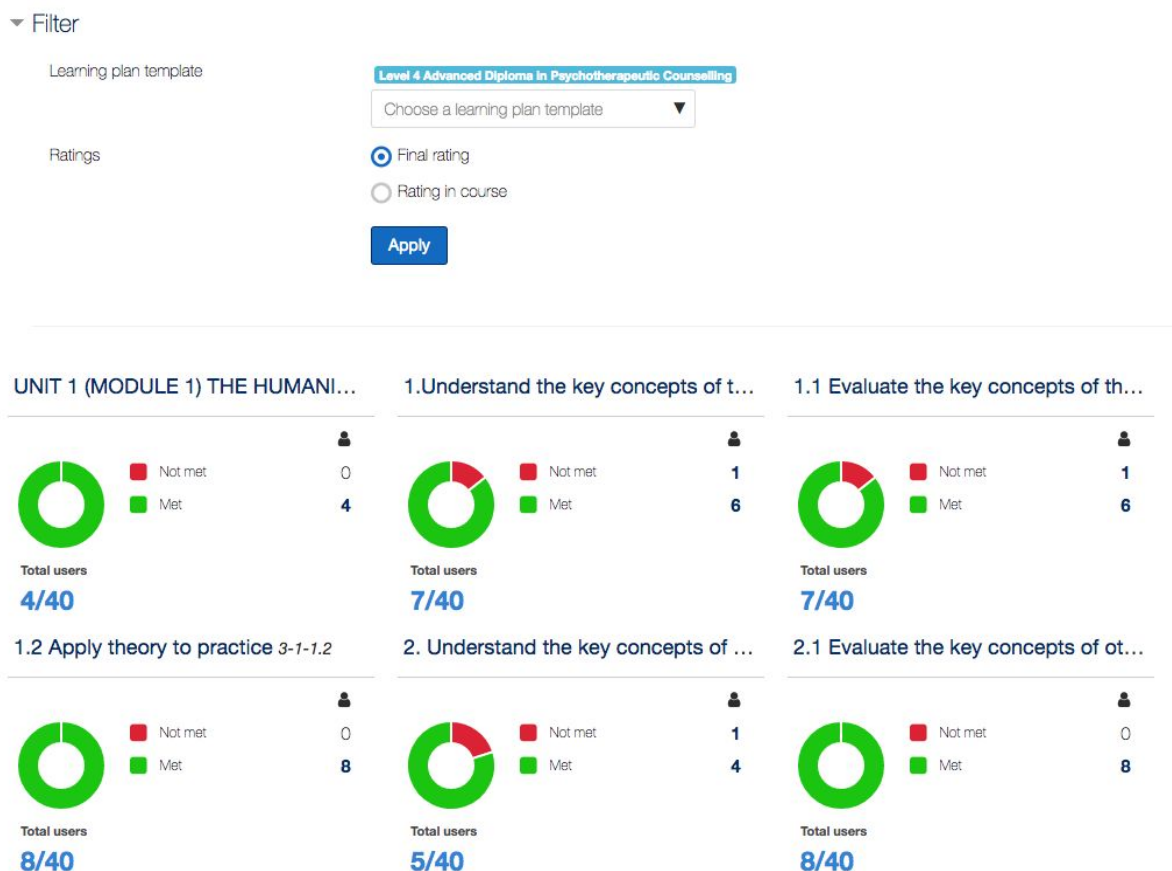 Filter
Learning plan template
Level 4 Advanced Diploma in Psychotherapeutic Counselling
Choose a learning plan template
Ratings
Final rating
Rating in course
Apply
UNIT 1 (MODULE 1) THE HUMANI...
Not met 0
Met 4
Total users
4/40
1.Understand the key concepts of t...
Not met 1
Met 6
Total users
7/40
1.1 Evaluate the key concepts of th...
Not met 1
Met 6
Total users
7/40
1.2 Apply theory to practice 3-1-1.2
Not met 0
Met 8
Total users
8/40
2. Understand the key concepts of ...
Not met 1
Met 4
Total users
5/40
2.1 Evaluate the key concepts of ot...
Not met 0
Met 8
Total users
8/40